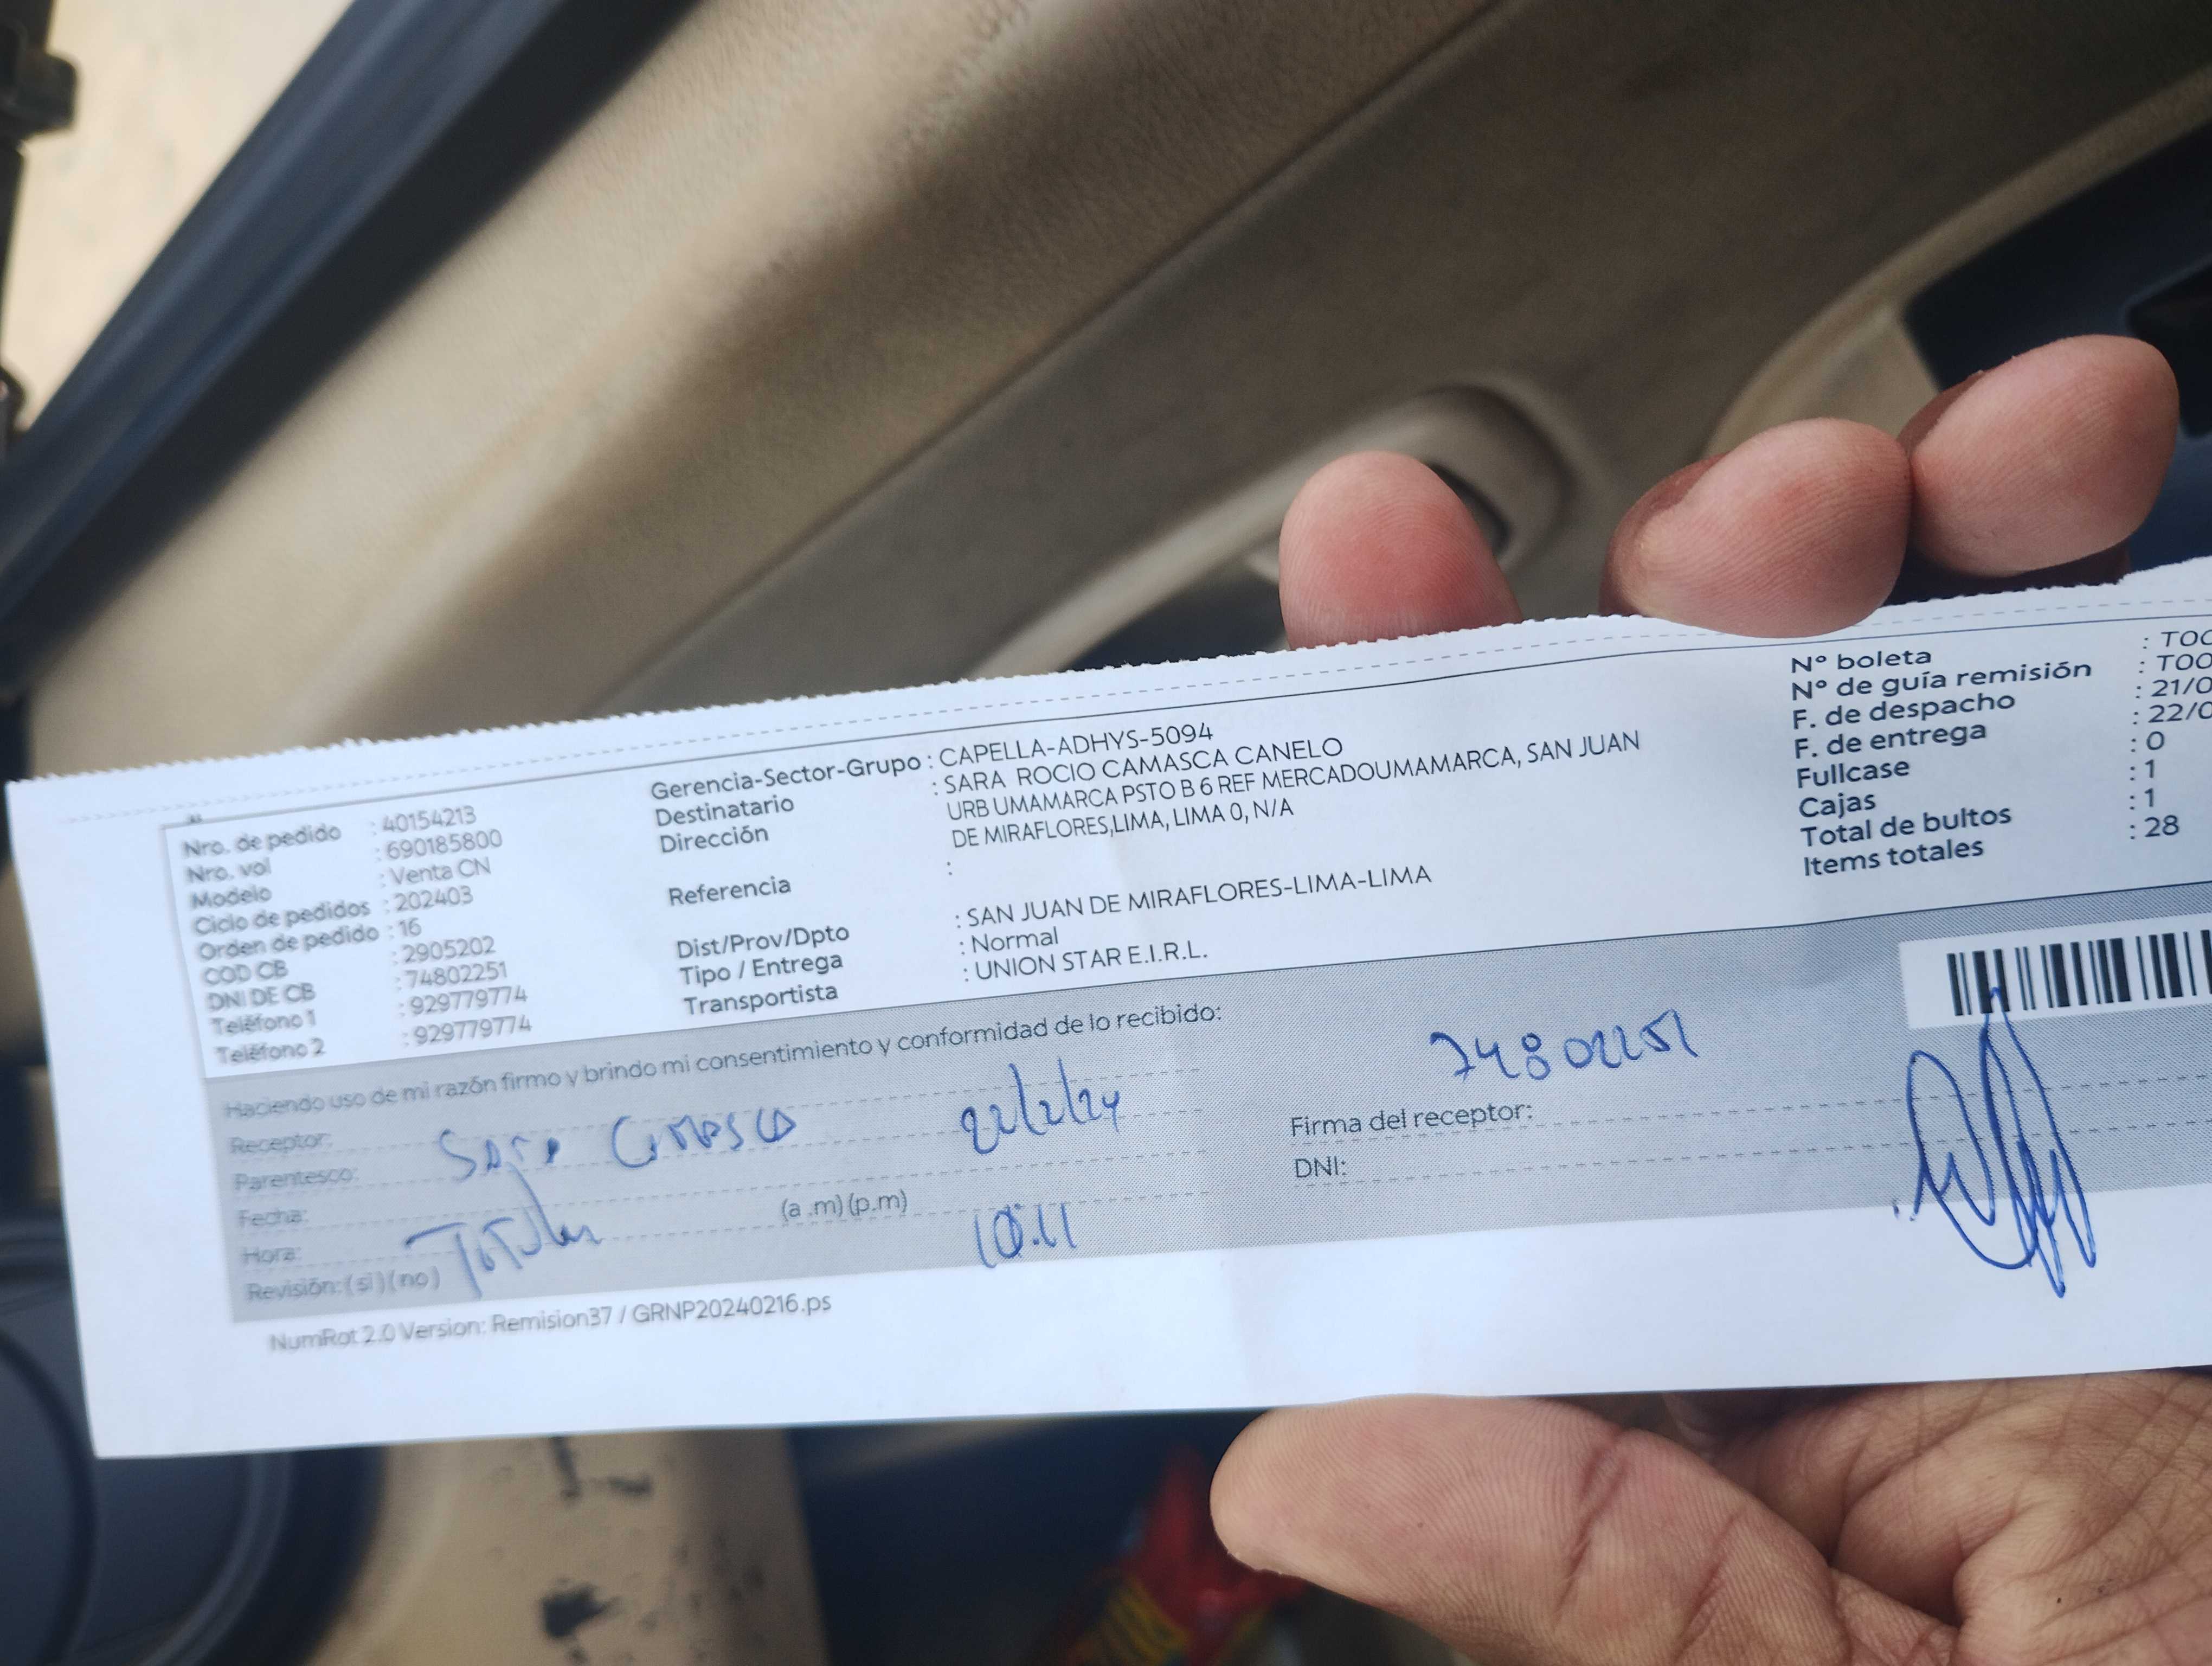 Nro. de pedido : 40154213
Nro. vol : 690185800
Modelo : Venta CN
Ciclo de pedidos : 202403
Orden de pedido : 16
COD CB : 2905202
DNI DE CB : 74802251
Teléfono 1 : 929779774
Teléfono 2 : 929779774
Gerencia-Sector-Grupo : CAPELLA-ADHYS-5094
Destinatario : SARA ROCIO CAMASCA CANELO
Dirección URB UMAMARCA PSTO B 6 REF MERCADOUMAMARCA, SAN JUAN
DE MIRAFLORES,LIMA, LIMA 0, N/A
Referencia :
Dist/Prov/Dpto : SAN JUAN DE MIRAFLORES-LIMA-LIMA
Tipo / Entrega : Normal
Transportista : UNION STAR E.I.R.L.
N° boleta : TOO
N° de guía remisión : TOO
F. de despacho : 21/0
F. de entrega : 22/0
Fullcase : 0
Cajas : 1
Total de bultos : 1
Items totales : 28
Haciendo uso de mi razón firmo y brindo mi consentimiento y conformidad de lo recibido:
Receptor:
Parentesco: Sara Camasca 22/2/24
Fecha:
Hora: Titular (a .m) (p.m) 10:11
Revisión: (si) (no)
74802251
Firma del receptor:
DNI:
NumRot 2.0 Version: Remision37 / GRNP20240216.ps